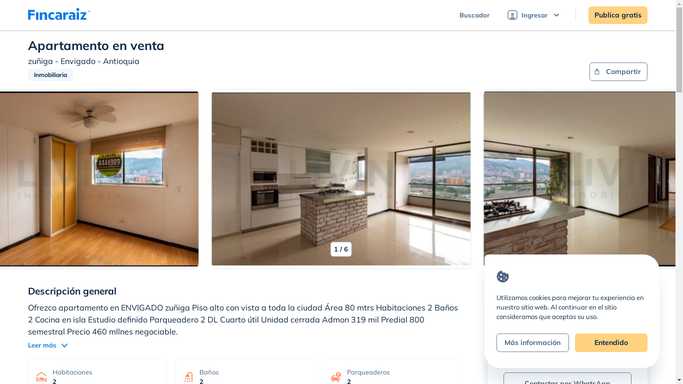 Fincaraiz
Buscador
Ingresar
Publica gratis
Apartamento en venta
zuñiga - Envigado - Antioquia
Inmobiliaria
Compartir
1 / 6
Descripción general
Ofrezco apartamento en ENVIGADO zuñiga Piso alto con vista a toda la ciudad Área 80 mtrs Habitaciones 2 Baños
2 Cocina en isla Estudio definido Parqueadero 2 DL Cuarto útil Unidad cerrada Admon 319 mil Predial 800
semestral Precio 460 mllnes negociable.
Leer más
Habitaciones
2
Baños
2
Parqueaderos
2
Utilizamos cookies para mejorar tu experiencia en
nuestro sitio web. Al continuar en el sitio
consideramos que aceptas su uso.
Más información
Entendido
Contactar por WhatsApp